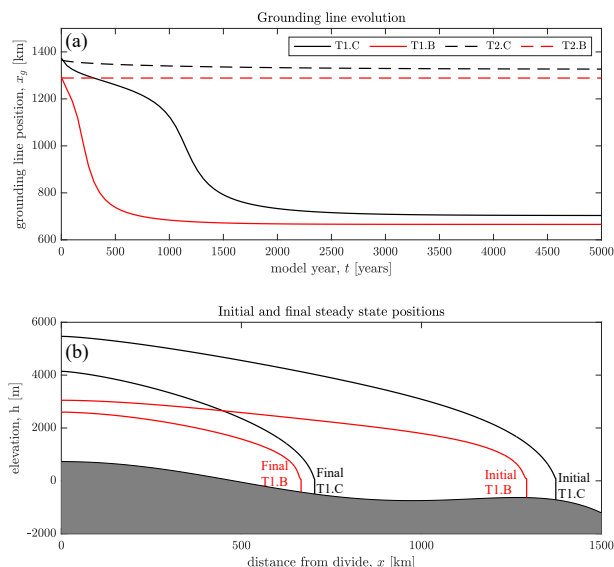 Grounding line evolution
(a)
T1.C T1.B T2.C T2.B
grounding line position, x_g [km]
1400
1200
1000
800
600
0 500 1000 1500 2000 2500 3000 3500 4000 4500 5000
model year, t [years]
Initial and final steady state positions
(b)
elevation, h [m]
6000
4000
2000
0
-2000
Final
T1.B
Final
T1.C
Initial
T1.B
Initial
T1.C
0 500 1000 1500
distance from divide, x [km]